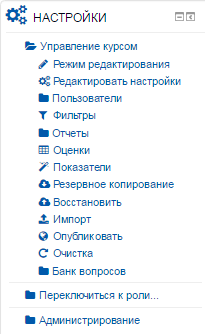 НАСТРОЙКИ
Управление курсом
Режим редактирования
Редактировать настройки
Пользователи
Фильтры
Отчеты
Оценки
Показатели
Резервное копирование
Восстановить
Импорт
Опубликовать
Очистка
Банк вопросов
Переключиться к роли...
Администрирование